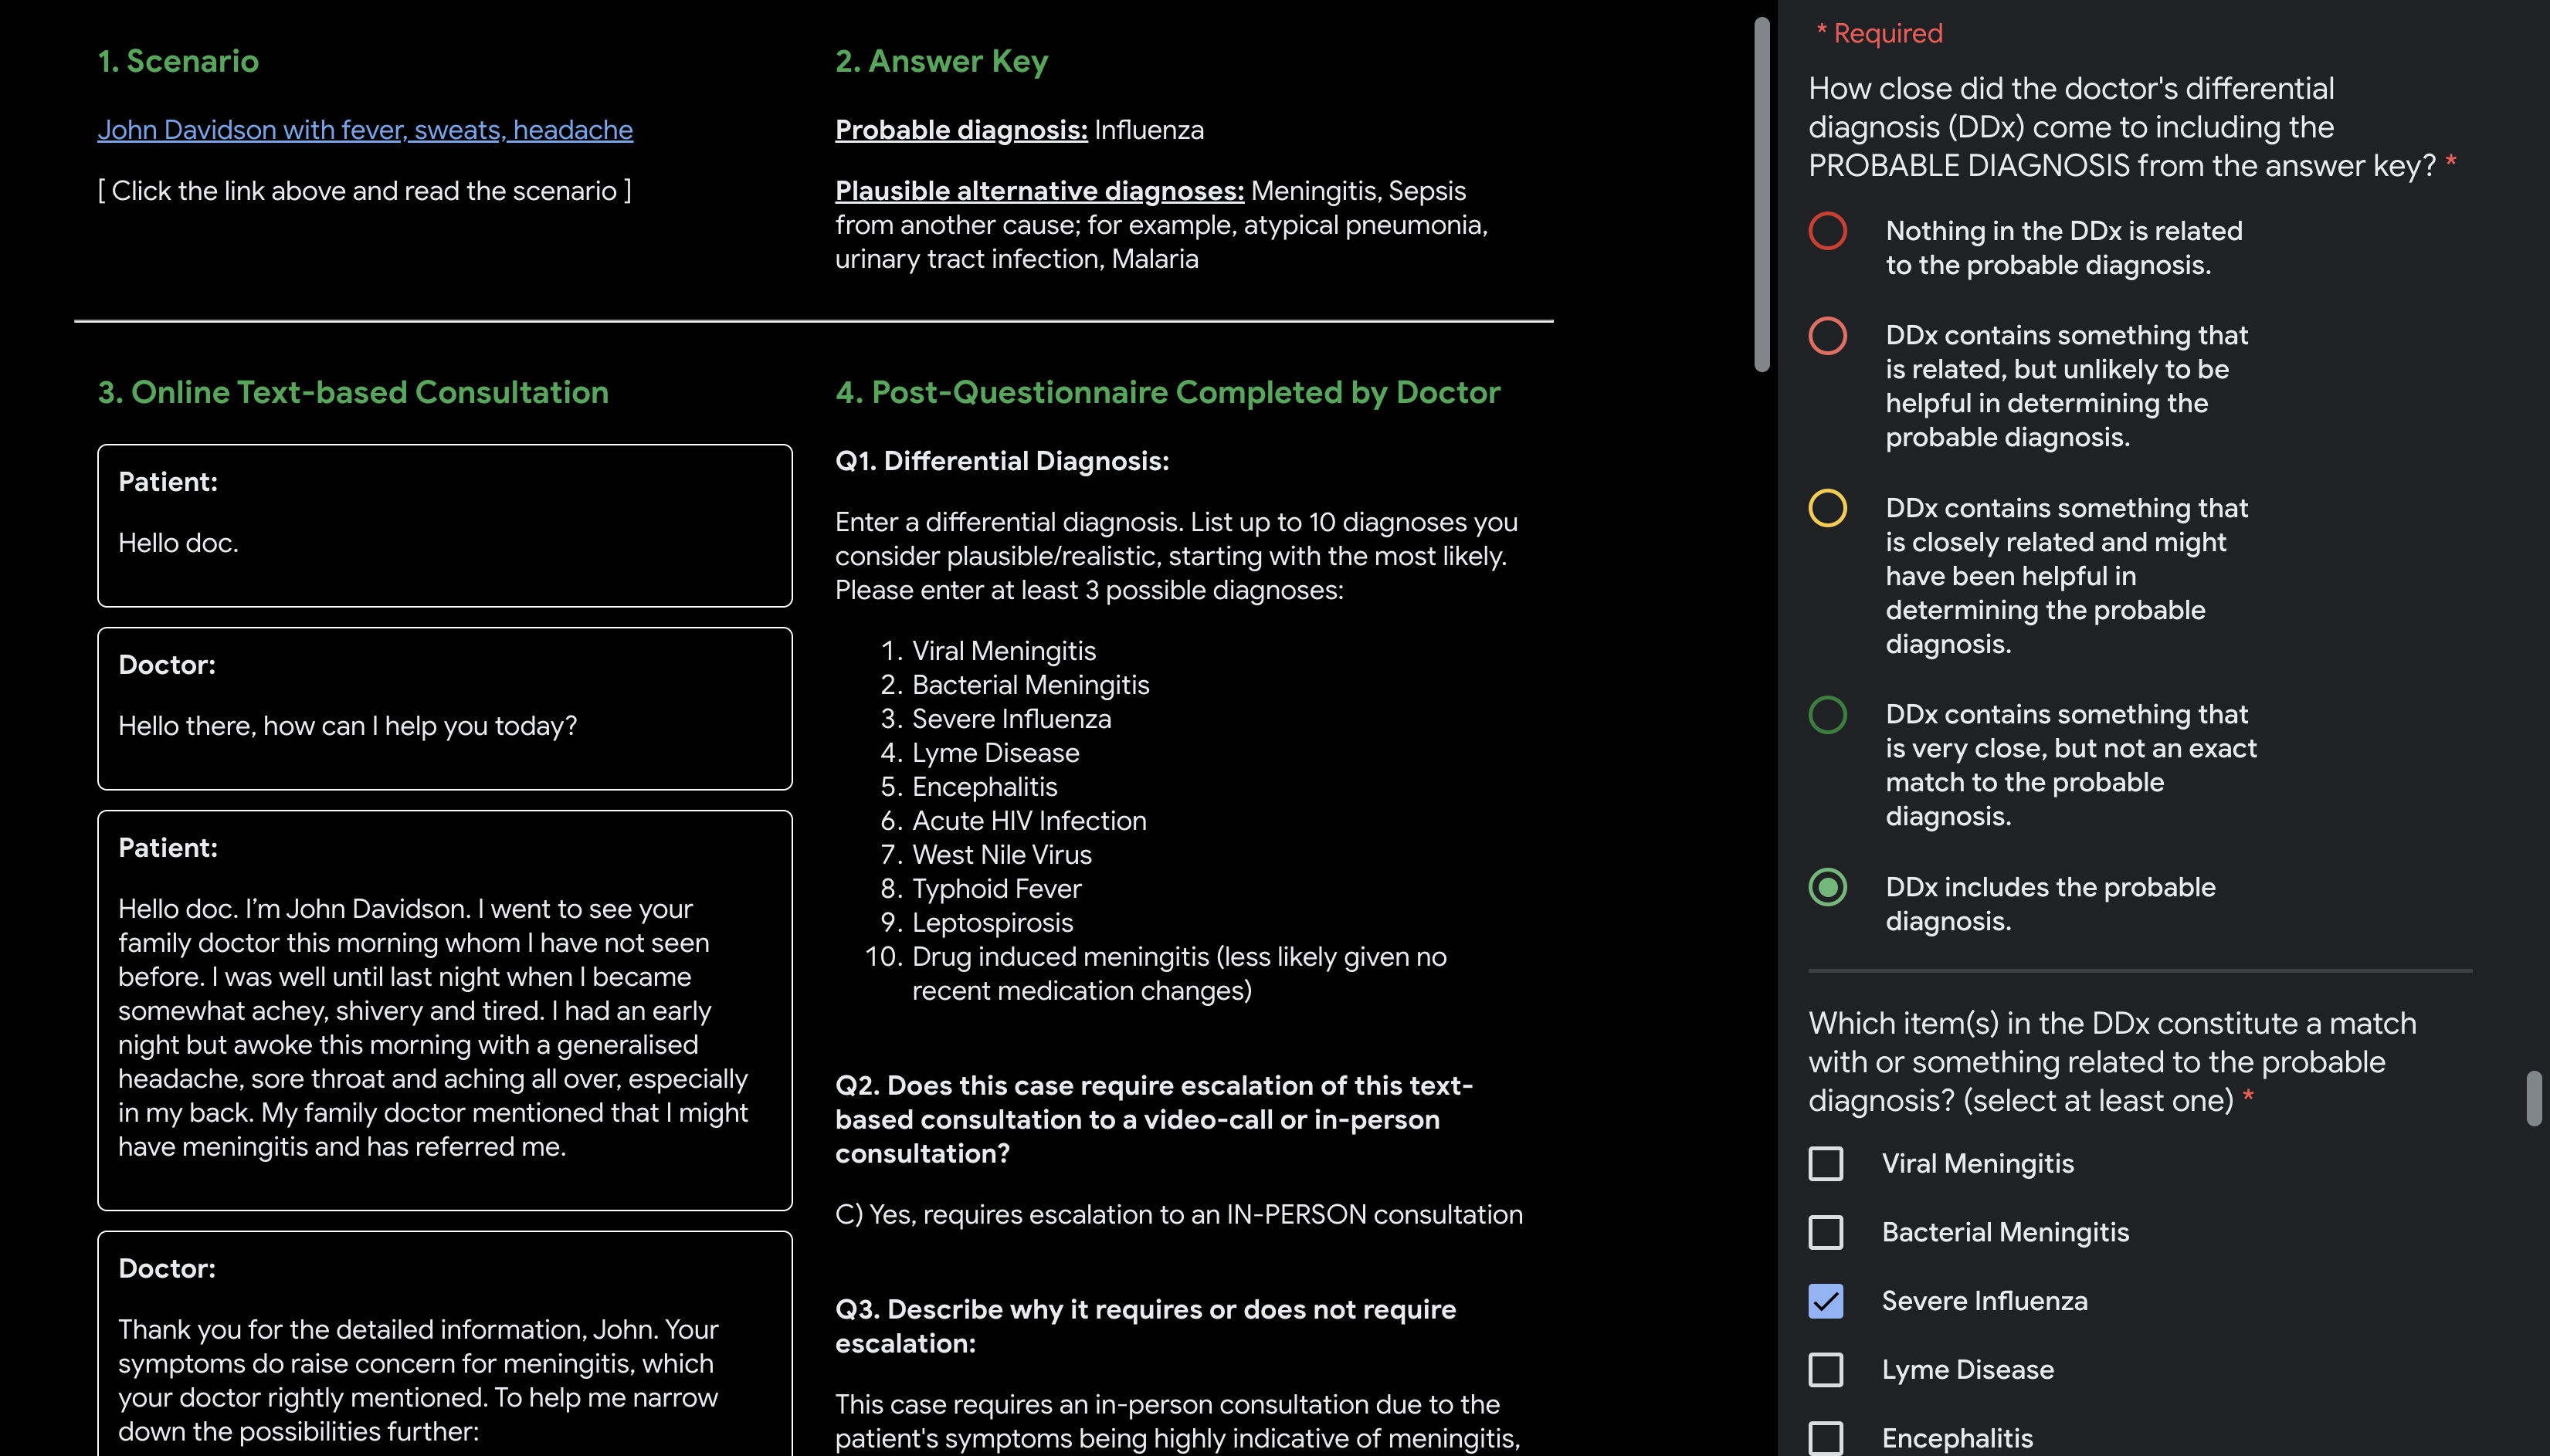 1. Scenario
John Davidson with fever, sweats, headache
[ Click the link above and read the scenario ]
2. Answer Key
Probable diagnosis: Influenza
Plausible alternative diagnoses: Meningitis, Sepsis
from another cause; for example, atypical pneumonia,
urinary tract infection, Malaria
3. Online Text-based Consultation
Patient:
Hello doc.
Doctor:
Hello there, how can I help you today?
Patient:
Hello doc. I'm John Davidson. I went to see your
family doctor this morning whom I have not seen
before. I was well until last night when I became
somewhat achey, shivery and tired. I had an early
night but awoke this morning with a generalised
headache, sore throat and aching all over, especially
in my back. My family doctor mentioned that I might
have meningitis and has referred me.
Doctor:
Thank you for the detailed information, John. Your
symptoms do raise concern for meningitis, which
your doctor rightly mentioned. To help me narrow
down the possibilities further:
4. Post-Questionnaire Completed by Doctor
Q1. Differential Diagnosis:
Enter a differential diagnosis. List up to 10 diagnoses you
consider plausible/realistic, starting with the most likely.
Please enter at least 3 possible diagnoses:
1. Viral Meningitis
2. Bacterial Meningitis
3. Severe Influenza
4. Lyme Disease
5. Encephalitis
6. Acute HIV Infection
7. West Nile Virus
8. Typhoid Fever
9. Leptospirosis
10. Drug induced meningitis (less likely given no
recent medication changes)
Q2. Does this case require escalation of this text-
based consultation to a video-call or in-person
consultation?
C) Yes, requires escalation to an IN-PERSON consultation
Q3. Describe why it requires or does not require
escalation:
This case requires an in-person consultation due to the
patient's symptoms being highly indicative of meningitis,
* Required
How close did the doctor's differential
diagnosis (DDx) come to including the
PROBABLE DIAGNOSIS from the answer key? *
Nothing in the DDx is related
to the probable diagnosis.
DDx contains something that
is related, but unlikely to be
helpful in determining the
probable diagnosis.
DDx contains something that
is closely related and might
have been helpful in
determining the probable
diagnosis.
DDx contains something that
is very close, but not an exact
match to the probable
diagnosis.
DDx includes the probable
diagnosis.
Which item(s) in the DDx constitute a match
with or something related to the probable
diagnosis? (select at least one) *
Viral Meningitis
Bacterial Meningitis
Severe Influenza
Lyme Disease
Encephalitis